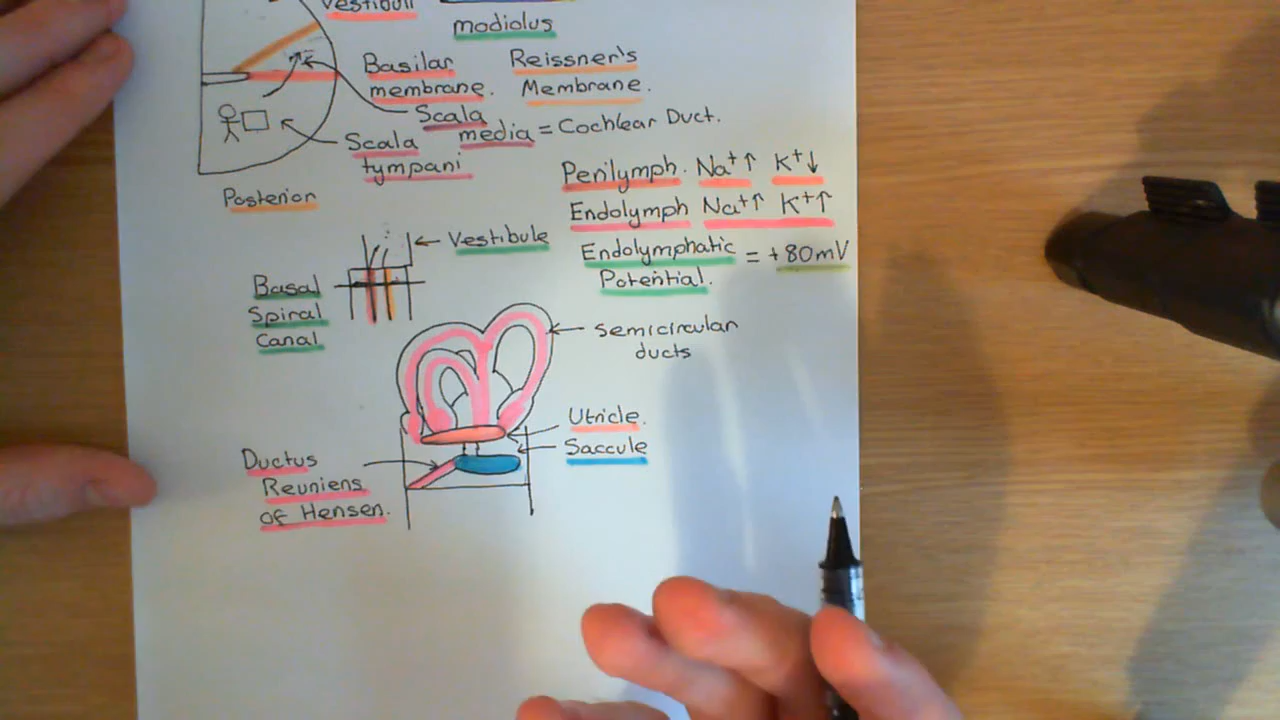 Vestibuli
modiolus
Basilar
membrane.
Reissner's
Membrane.
Scala
media = Cochlear Duct.
Scala
tympani
Posterior
Perilymph. Na+↑ K+↓
Endolymph Na+↑ K+↑
Endolymphatic
Potential. = +80mV
Vestibule
Basal
Spiral
Canal
Semicircular
ducts
Utricle.
Saccule
Ductus
Reuniens
of Hensen.